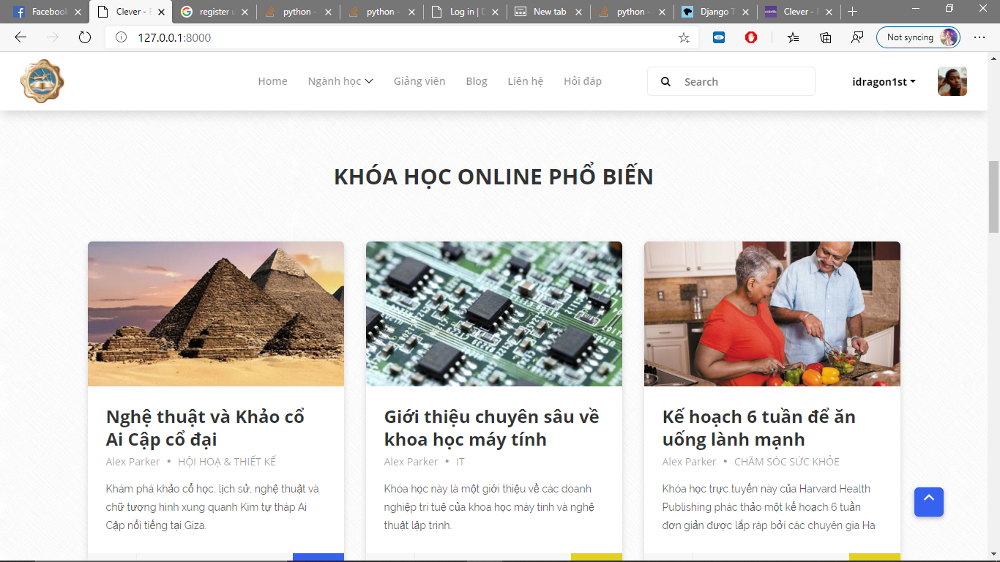 Facebook
Clever - E
register u
python -
python -
Log in | D
New tab
python -
Django T
Clever - E
127.0.0.1:8000
Not syncing
Home Ngành học Giảng viên Blog Liên hệ Hỏi đáp Search idragon1st
KHÓA HỌC ONLINE PHỔ BIẾN
Nghệ thuật và Khảo cổ
Ai Cập cổ đại
Alex Parker • HỘI HOẠ & THIẾT KẾ
Khám phá khảo cổ học, lịch sử, nghệ thuật và
chữ tượng hình xung quanh Kim tự tháp Ai
Cập nổi tiếng tại Giza.
Giới thiệu chuyên sâu về
khoa học máy tính
Alex Parker • IT
Khóa học này là một giới thiệu về các doanh
nghiệp trí tuệ của khoa học máy tính và nghệ
thuật lập trình.
Kế hoạch 6 tuần để ăn
uống lành mạnh
Alex Parker • CHĂM SÓC SỨC KHỎE
Khóa học trực tuyến này của Harvard Health
Publishing phác thảo một kế hoạch 6 tuần
đơn giản được lắp ráp bởi các chuyên gia Ha